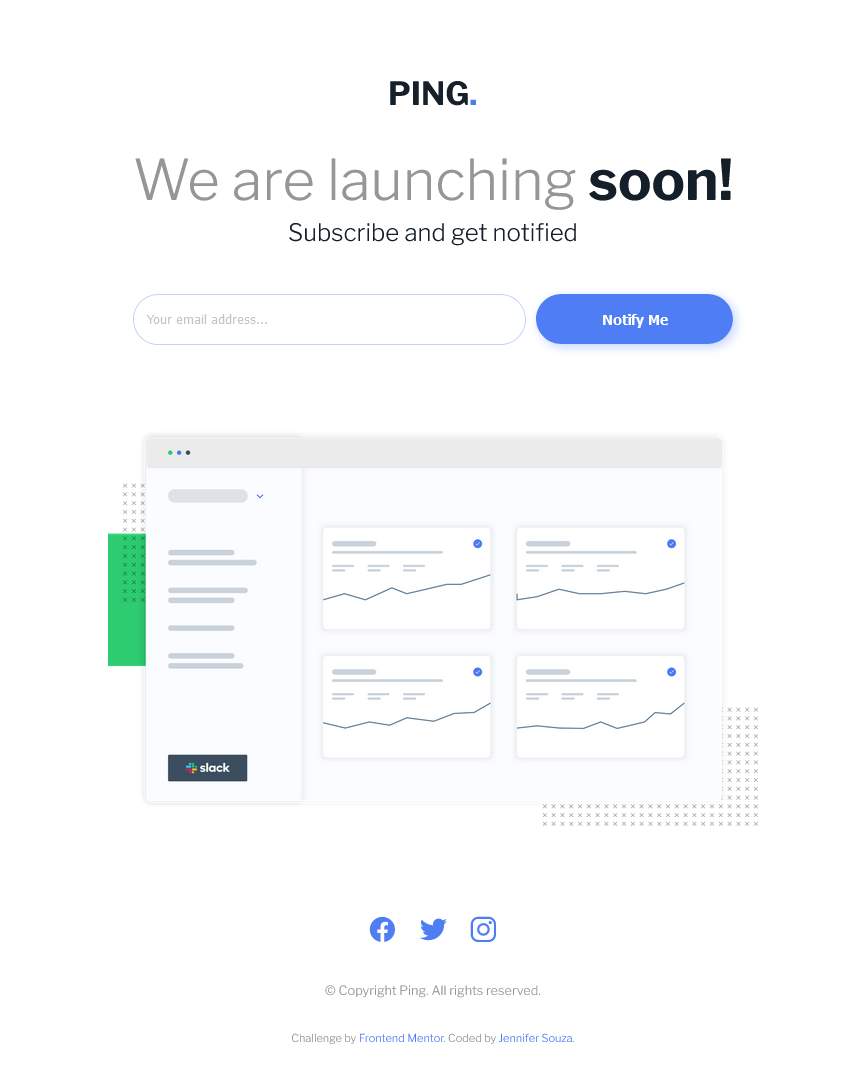 PING.
We are launching soon!
Subscribe and get notified
Your email address...
Notify Me
slack
© Copyright Ping. All rights reserved.
Challenge by Frontend Mentor. Coded by Jennifer Souza.